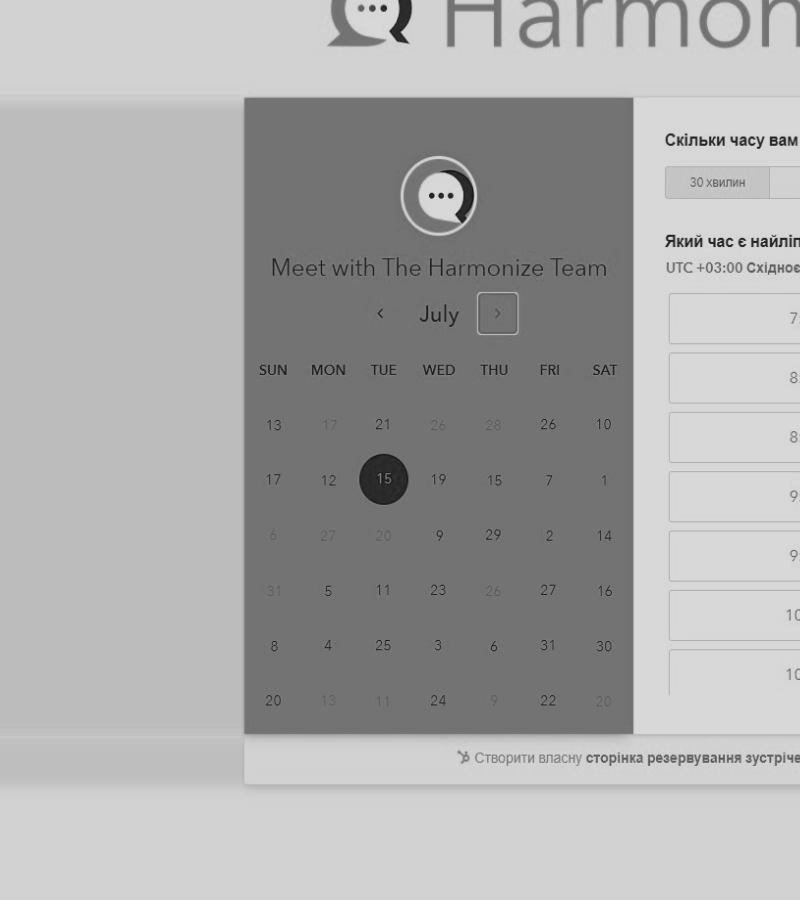 Harmon
Meet with The Harmonize Team
July
SUN MON TUE WED THU FRI SAT
13 17 21 26 28 26 10
17 12 15 19 15 7 1
6 27 20 9 29 2 14
31 5 11 23 26 27 16
8 4 25 3 6 31 30
20 13 11 24 9 22 20
Скільки часу вам
30 хвилин
Який час є найліп
UTC +03:00 Східноє
7:
8:
8:
9:
9:
10
10
Створити власну сторінка резервування зустріче